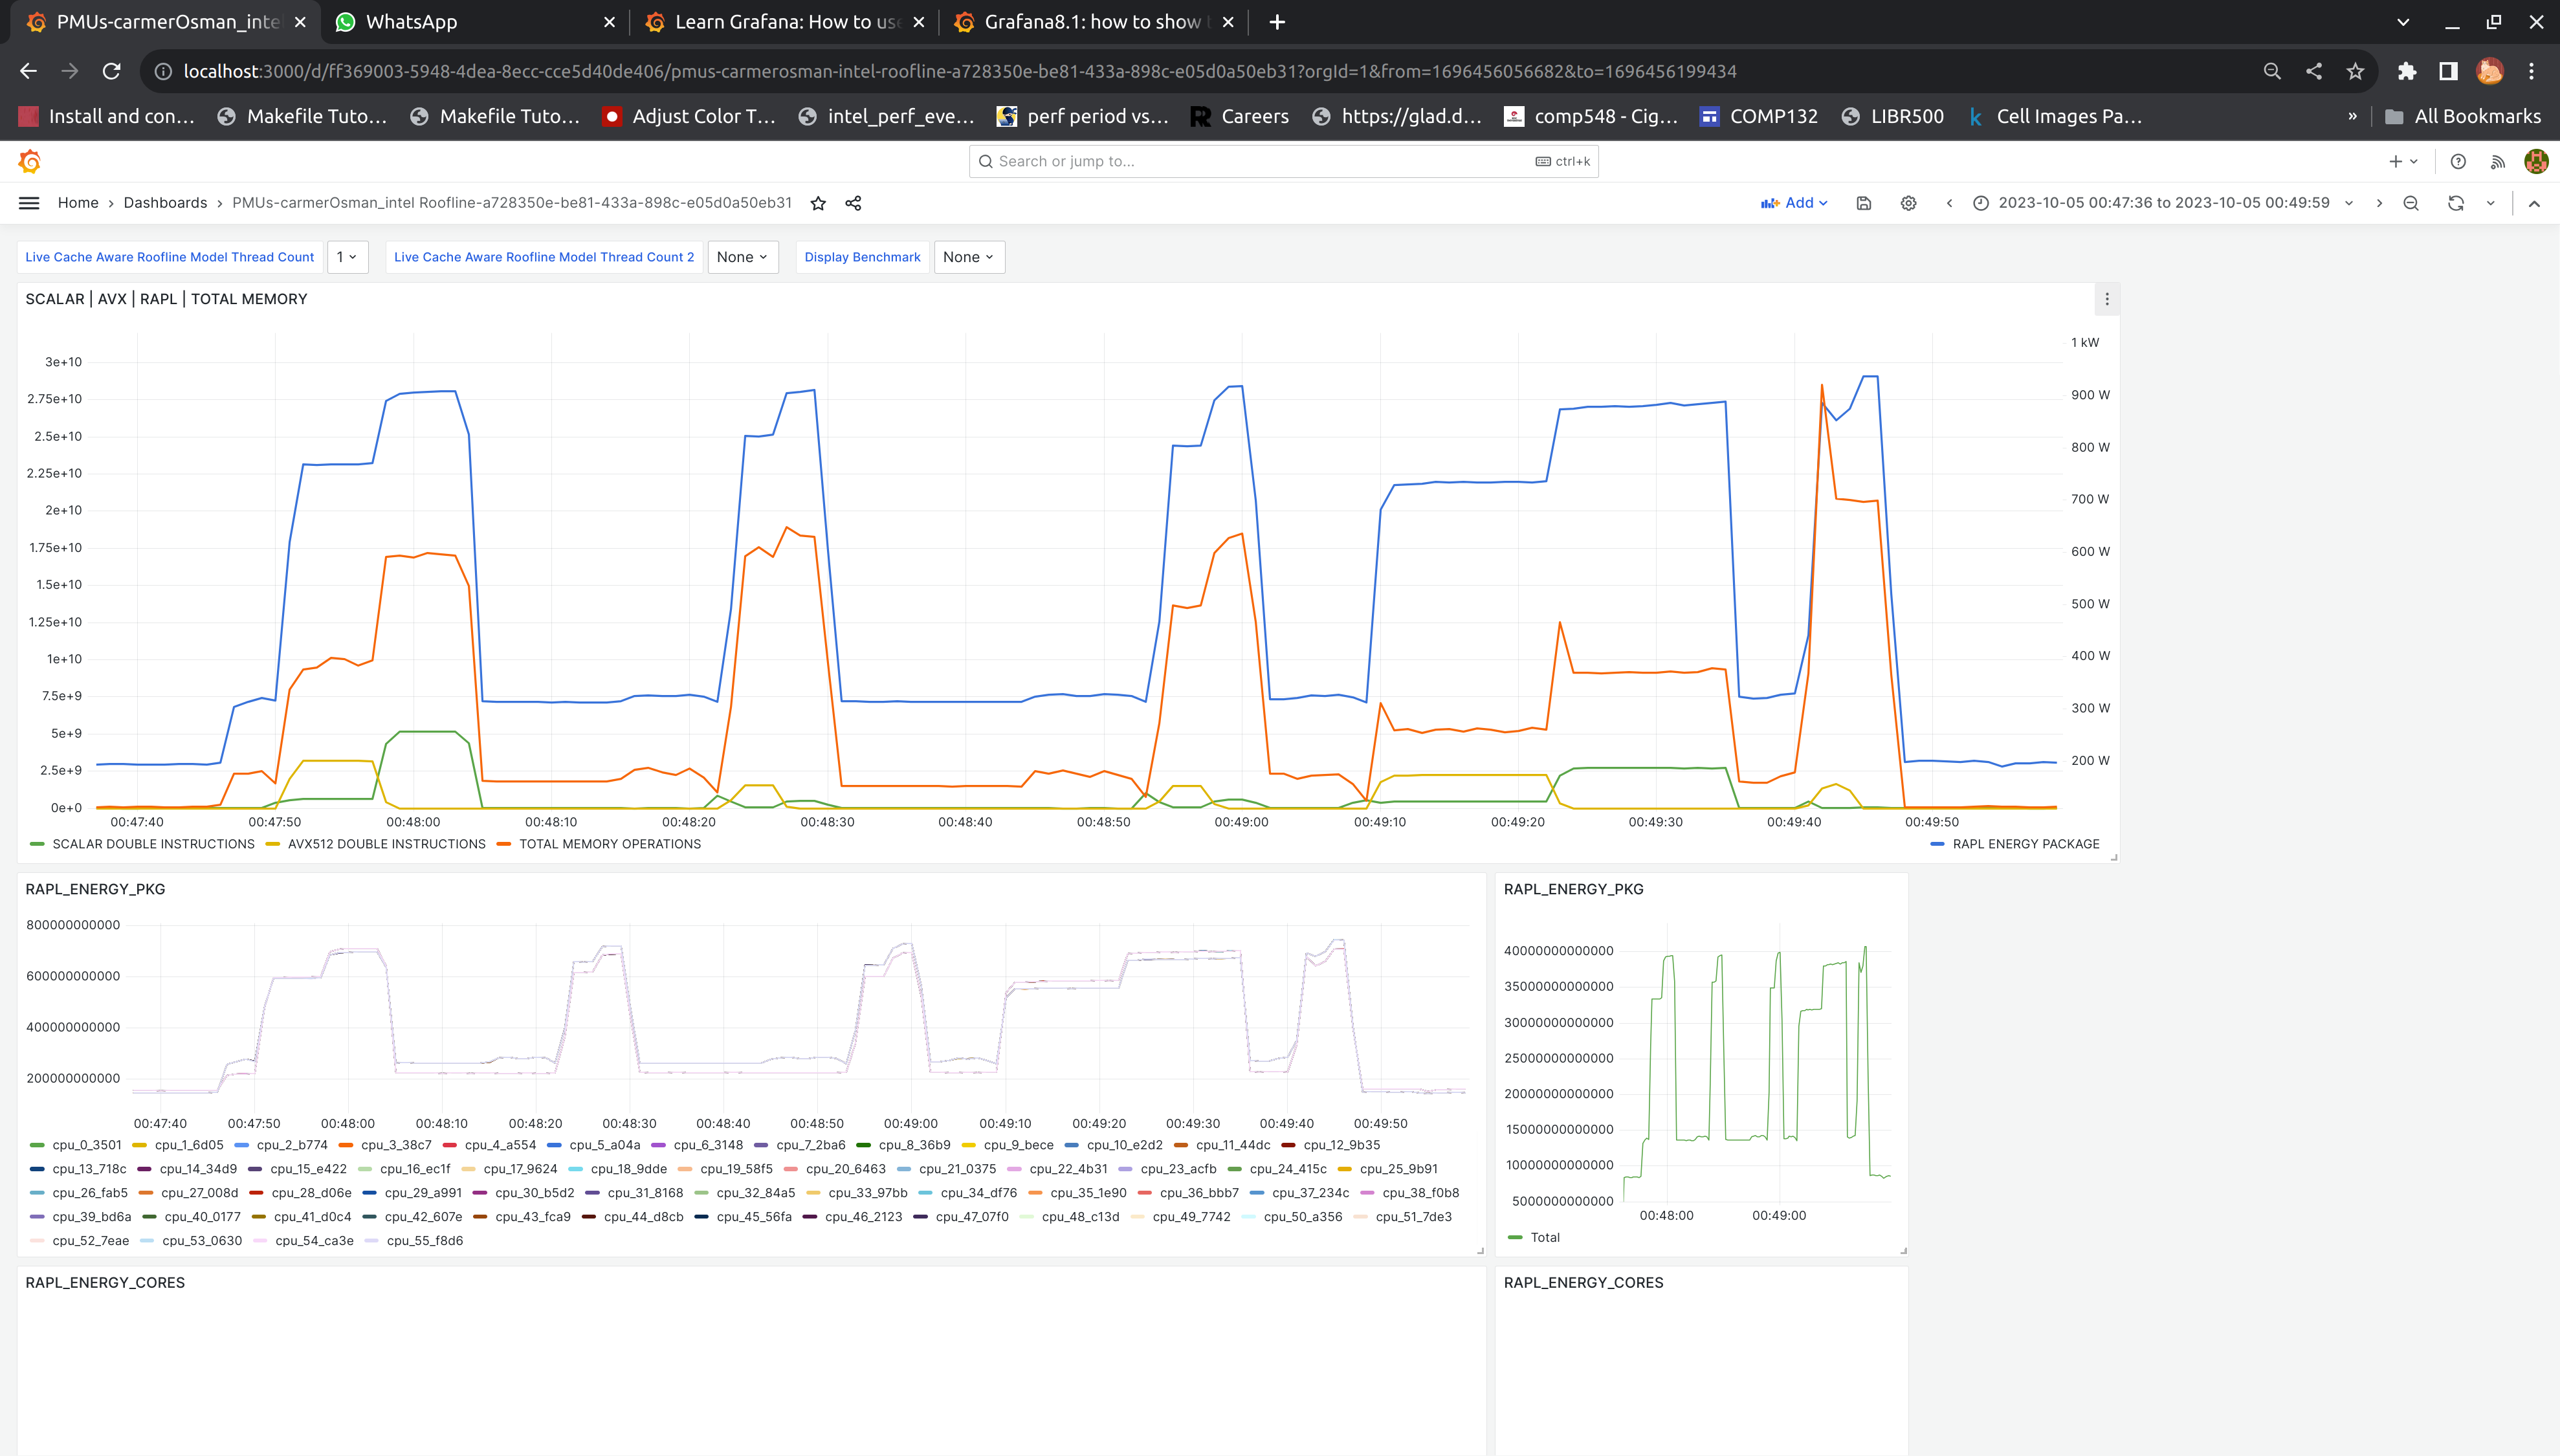 PMUs-carmerOsman_inte
WhatsApp
Learn Grafana: How to use
Grafana8.1: how to show t
localhost:3000/d/ff369003-5948-4dea-8ecc-cce5d40de406/pmus-carmerosman-intel-roofline-a728350e-be81-433a-898c-e05d0a50eb31?orgId=1&from=1696456056682&to=1696456199434
Install and con... Makefile Tuto... Makefile Tuto... Adjust Color T... intel_perf_eve... perf period vs... Careers https://glad.d... comp548 - Cig... COMP132 LIBR500 Cell Images Pa... » All Bookmarks
Search or jump to... ctrl+k
Home › Dashboards › PMUs-carmerOsman_intel Roofline-a728350e-be81-433a-898c-e05d0a50eb31
Add
2023-10-05 00:47:36 to 2023-10-05 00:49:59
Live Cache Aware Roofline Model Thread Count 1 Live Cache Aware Roofline Model Thread Count 2 None Display Benchmark None
SCALAR | AVX | RAPL | TOTAL MEMORY
3e+10
2.75e+10
2.5e+10
2.25e+10
2e+10
1.75e+10
1.5e+10
1.25e+10
1e+10
7.5e+9
5e+9
2.5e+9
0e+0
1 kW
900 W
800 W
700 W
600 W
500 W
400 W
300 W
200 W
00:47:40 00:47:50 00:48:00 00:48:10 00:48:20 00:48:30 00:48:40 00:48:50 00:49:00 00:49:10 00:49:20 00:49:30 00:49:40 00:49:50
SCALAR DOUBLE INSTRUCTIONS AVX512 DOUBLE INSTRUCTIONS TOTAL MEMORY OPERATIONS RAPL ENERGY PACKAGE
RAPL_ENERGY_PKG
800000000000
600000000000
400000000000
200000000000
00:47:40 00:47:50 00:48:00 00:48:10 00:48:20 00:48:30 00:48:40 00:48:50 00:49:00 00:49:10 00:49:20 00:49:30 00:49:40 00:49:50
cpu_0_3501 cpu_1_6d05 cpu_2_b774 cpu_3_38c7 cpu_4_a554 cpu_5_a04a cpu_6_3148 cpu_7_2ba6 cpu_8_36b9 cpu_9_bece cpu_10_e2d2 cpu_11_44dc cpu_12_9b35
cpu_13_718c cpu_14_34d9 cpu_15_e422 cpu_16_ec1f cpu_17_9624 cpu_18_9dde cpu_19_58f5 cpu_20_6463 cpu_21_0375 cpu_22_4b31 cpu_23_acfb cpu_24_415c cpu_25_9b91
cpu_26_fab5 cpu_27_008d cpu_28_d06e cpu_29_a991 cpu_30_b5d2 cpu_31_8168 cpu_32_84a5 cpu_33_97bb cpu_34_df76 cpu_35_1e90 cpu_36_bbb7 cpu_37_234c cpu_38_f0b8
cpu_39_bd6a cpu_40_0177 cpu_41_d0c4 cpu_42_607e cpu_43_fca9 cpu_44_d8cb cpu_45_56fa cpu_46_2123 cpu_47_07f0 cpu_48_c13d cpu_49_7742 cpu_50_a356 cpu_51_7de3
cpu_52_7eae cpu_53_0630 cpu_54_ca3e cpu_55_f8d6
RAPL_ENERGY_PKG
40000000000000
35000000000000
30000000000000
25000000000000
20000000000000
15000000000000
10000000000000
5000000000000
00:48:00 00:49:00
Total
RAPL_ENERGY_CORES
RAPL_ENERGY_CORES